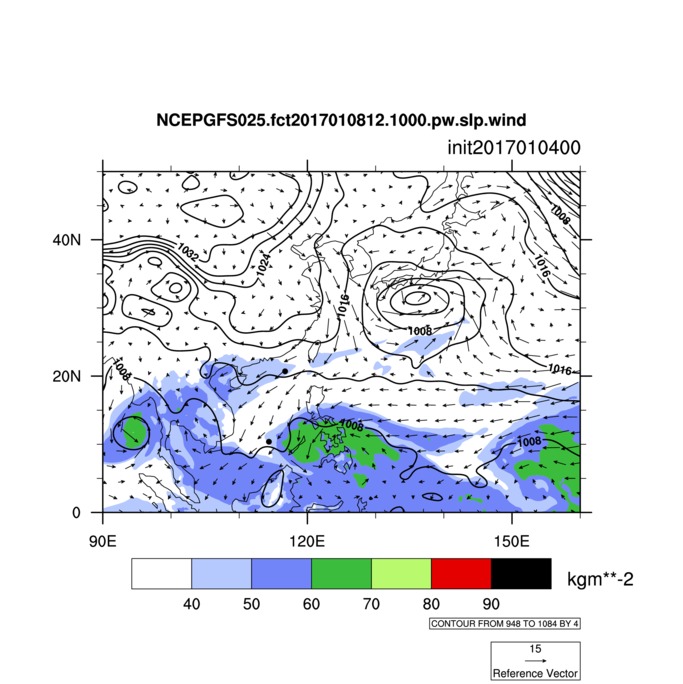 NCEPGFS025.fct2017010812.1000.pw.slp.wind
init2017010400
1008
1032
40N
1024
1016
1016
1008
1016
1008
20N
1008
1008
0
90E 120E 150E
kgm**-2
40 50 60 70 80 90
CONTOUR FROM 948 TO 1084 BY 4
15
Reference Vector